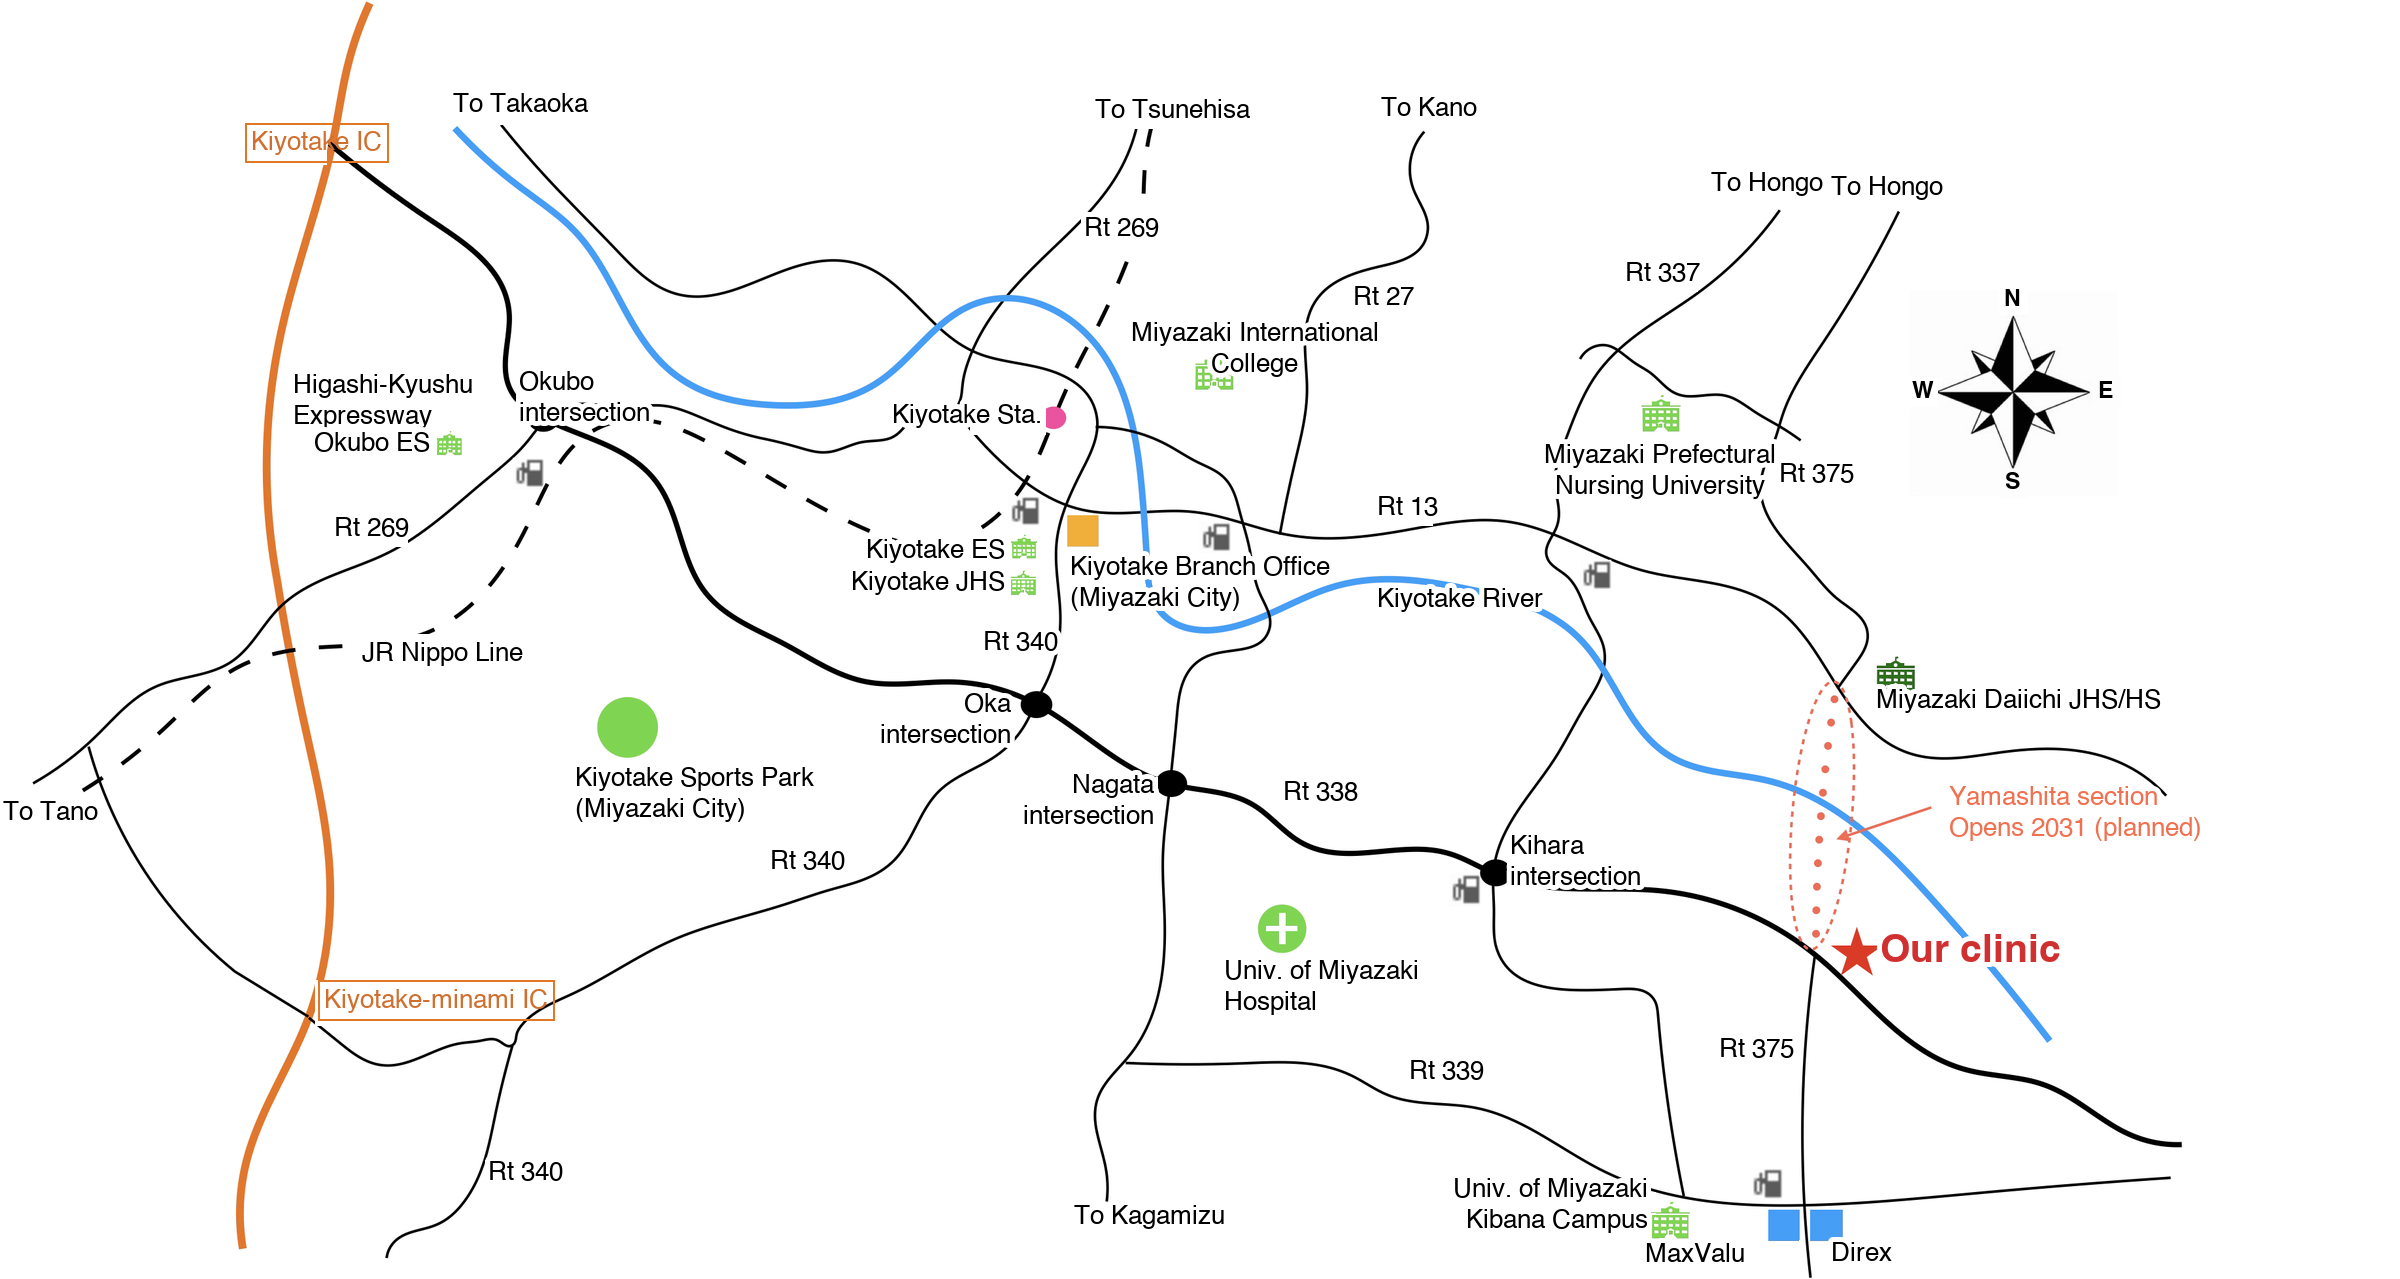 To Takaoka
To Tsunehisa
To Kano
Kiyotake IC
To Hongo
To Hongo
Rt 269
Rt 337
Rt 27
N
W
E
S
Miyazaki International
College
Higashi-Kyushu
Expressway
Okubo ES
Okubo
intersection
Kiyotake Sta.
Miyazaki Prefectural
Nursing University
Rt 375
Rt 13
Rt 269
Kiyotake ES
Kiyotake JHS
Kiyotake Branch Office
(Miyazaki City)
Kiyotake River
Rt 340
JR Nippo Line
Miyazaki Daiichi JHS/HS
Oka
intersection
Kiyotake Sports Park
(Miyazaki City)
To Tano
Nagata
intersection
Rt 338
Yamashita section
Opens 2031 (planned)
Kihara
intersection
Rt 340
Our clinic
Univ. of Miyazaki
Hospital
Kiyotake-minami IC
Rt 375
Rt 339
Rt 340
Univ. of Miyazaki
Kibana Campus
To Kagamizu
MaxValu
Direx